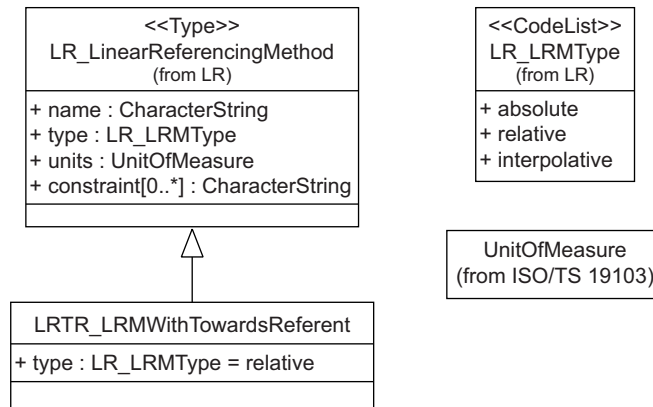 <<Type>>
LR_LinearReferencingMethod
(from LR)
+ name : CharacterString
+ type : LR_LRMType
+ units : UnitOfMeasure
+ constraint[0..*] : CharacterString
<<CodeList>>
LR_LRMType
(from LR)
+ absolute
+ relative
+ interpolative
UnitOfMeasure
(from ISO/TS 19103)
LRTR_LRMWithTowardsReferent
+ type : LR_LRMType = relative